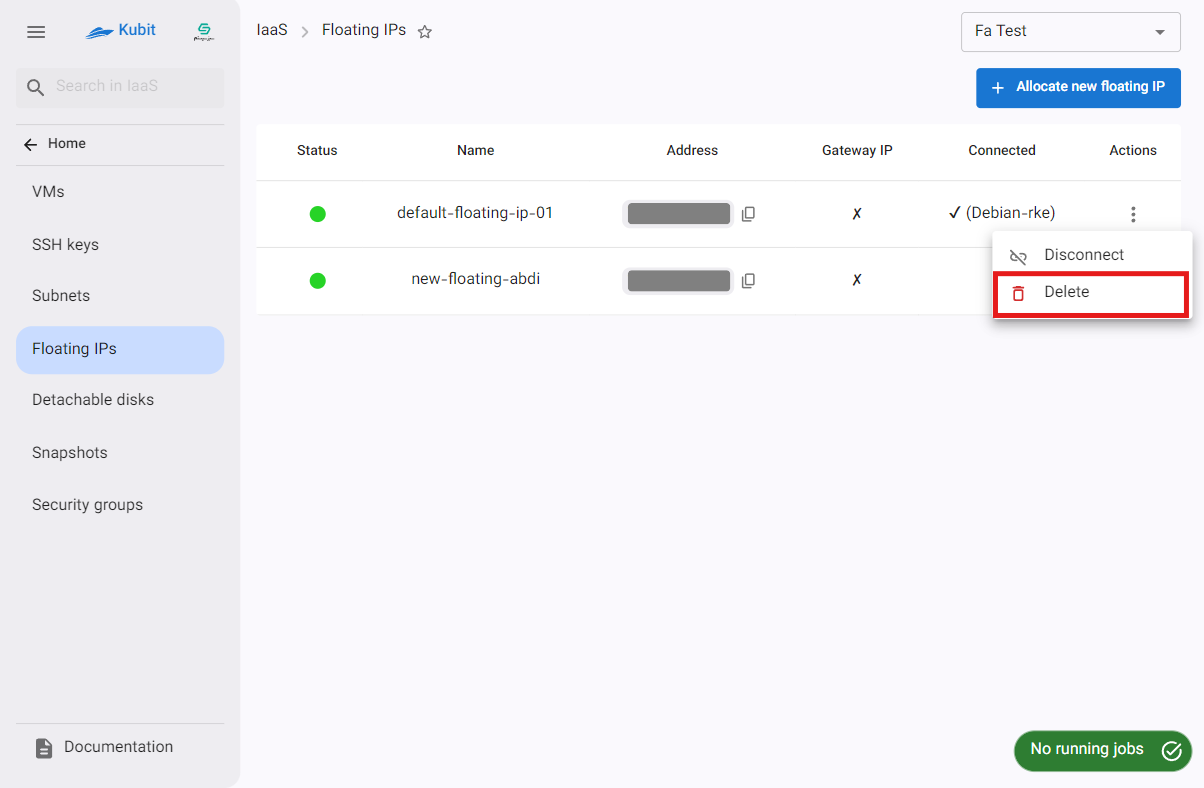 Kubit
IaaS > Floating IPs
Fa Test
Search in IaaS
+ Allocate new floating IP
Home
Status Name Address Gateway IP Connected Actions
VMs
default-floating-ip-01 ✗ ✓ (Debian-rke)
SSH keys
Disconnect
new-floating-abdi ✗
Delete
Subnets
Floating IPs
Detachable disks
Snapshots
Security groups
Documentation
No running jobs